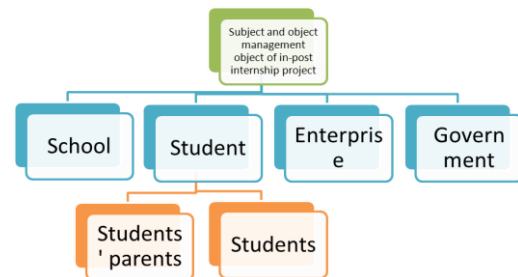 Subject and object
management
object of in-post
internship project
School
Student
Enterpris
e
Govern
ment
Students
' parents
Students